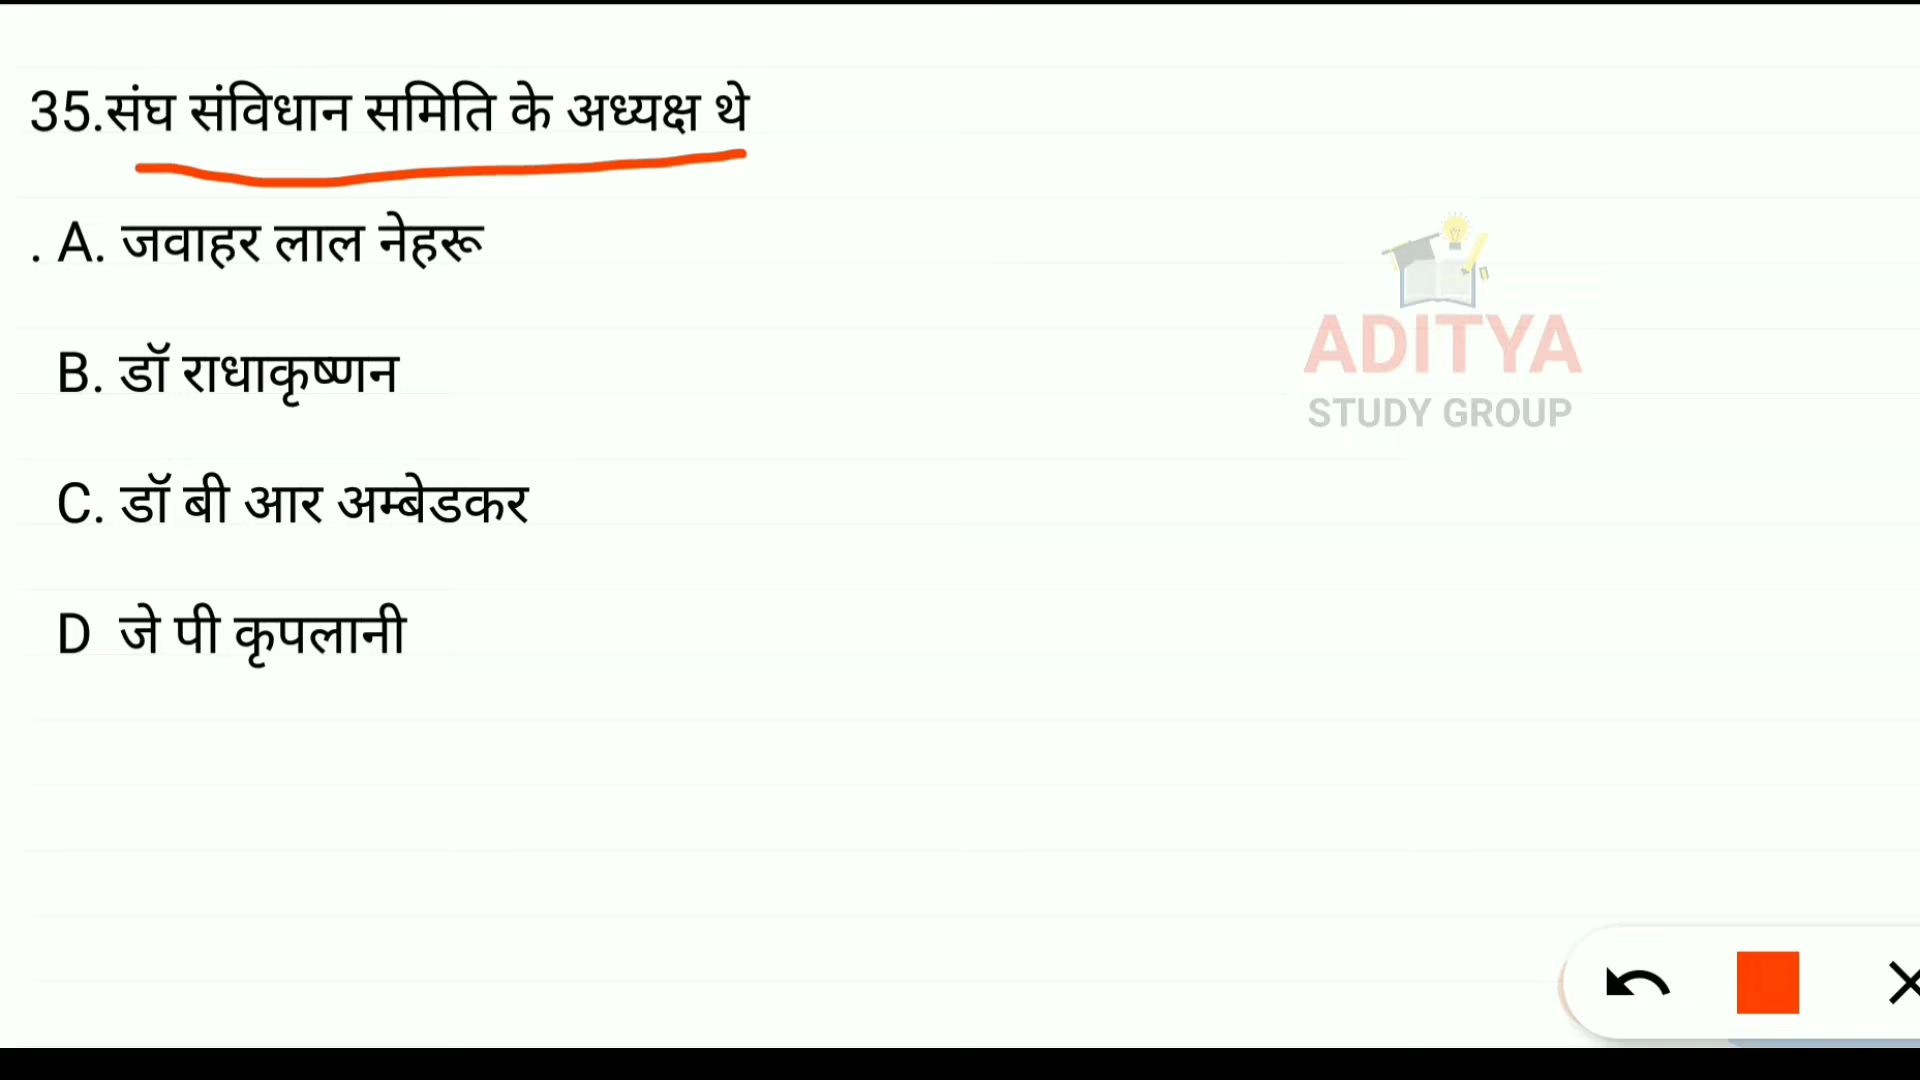 35.संघ संविधान समिति के अध्यक्ष थे
. A. जवाहर लाल नेहरू
B. डॉ राधाकृष्णन
C. डॉ बी आर अम्बेडकर
D जे पी कृपलानी
ADITYA
STUDY GROUP